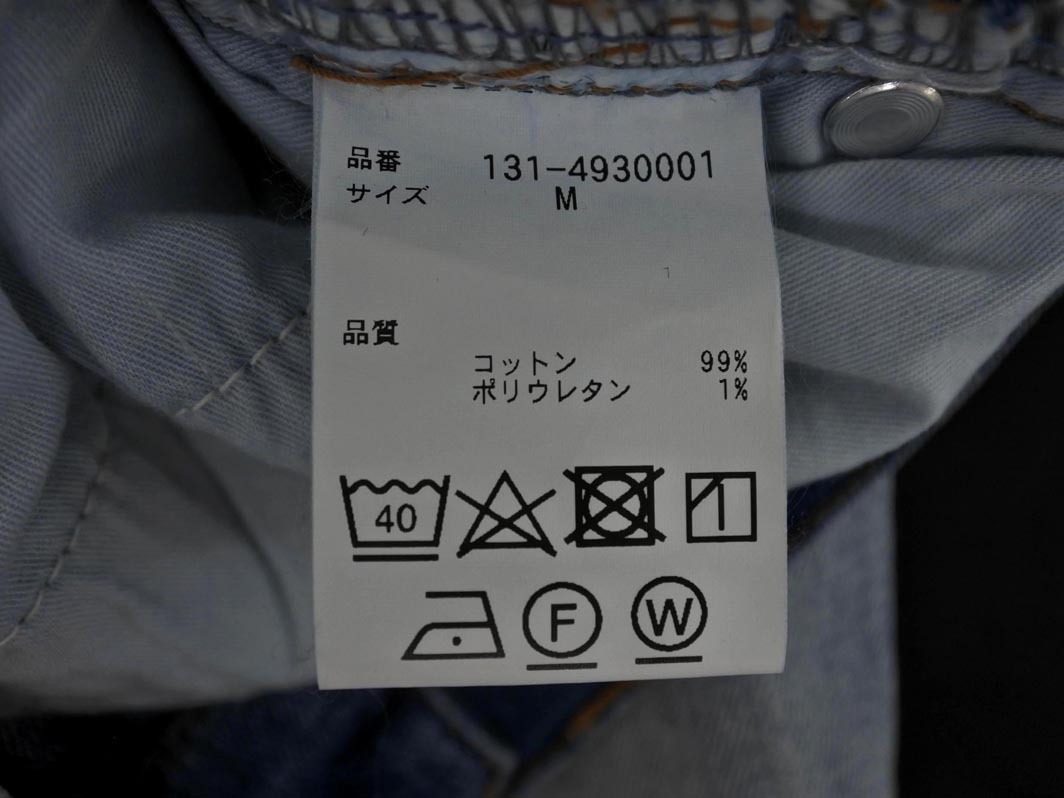 品番 131-4930001
サイズ M
品質
コットン 99%
ポリウレタン 1%
40
F W